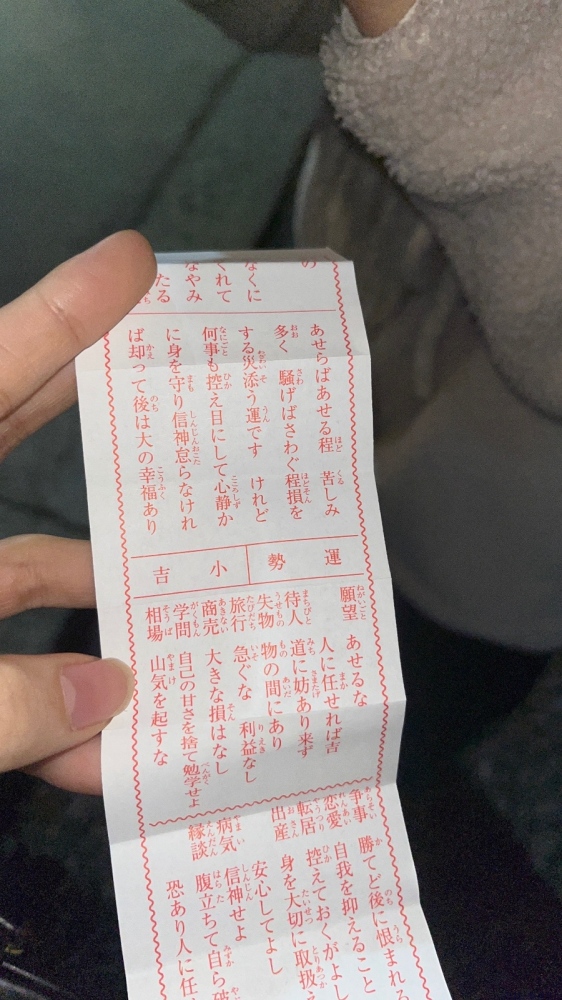 の
なくに
くれて
なやみ
たる
あせらばあせる程 苦しみ
多く 騒げばさわぐ程損を
する災添う運です けれど
何事も控え目にして心静か
に身を守り信神怠らなけれ
ば却って後は大の幸福あり
運勢 小吉
願望 あせるな
人に任せれば吉
待人 道に妨あり来ず
失物 物の間にあり
旅行 急ぐな 利益なし
商売 大きな損はなし
学問 自己の甘さを捨て勉学せよ
相場 山気を起すな
争事 勝てど後に恨まれる
恋愛 自我を抑えること
転居 控えておくがよし
出産 身を大切に取扱え
安心してよし
病気 信神せよ
縁談 腹立ちて自ら破
恐あり人に任